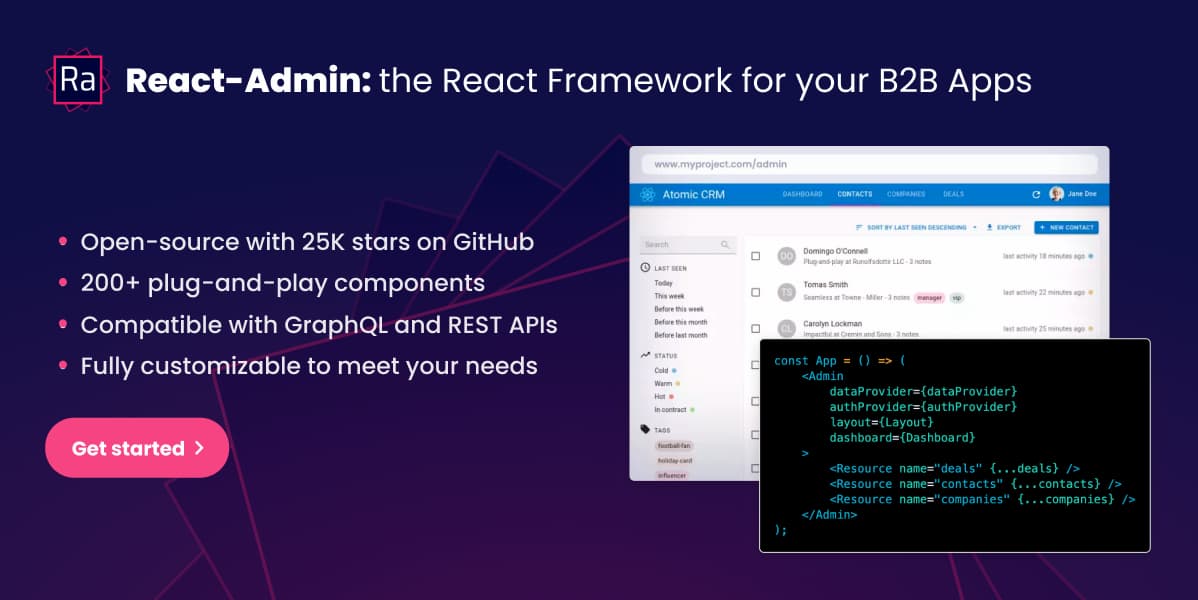 Ra
React-Admin: the React Framework for your B2B Apps
Open-source with 25K stars on GitHub
200+ plug-and-play components
Compatible with GraphQL and REST APIs
Fully customizable to meet your needs
Get started
www.myproject.com/admin
Atomic CRM
DASHBOARD CONTACTS COMPANIES DEALS
Jane Doe
SORT BY LAST SEEN DESCENDING EXPORT + NEW CONTACT
Search
LAST SEEN
Today
This week
Before this week
Before this month
Before last month
STATUS
Cold
Warm
Hot
In contract
TAGS
football-fan
holiday-card
influencer
DO
Domingo O'Connell
Plug-and-play at Runolfsdottir LLC - 3 notes
last activity 18 minutes ago
TS
Tomas Smith
Seamless at Towne - Miller - 3 notes manager vip
last activity 22 minutes ago
CL
Carolyn Lockman
Impactful at Cremin and Sons - 3 notes
last activity 25 minutes ago
const App = () => (
<Admin
dataProvider={dataProvider}
authProvider={authProvider}
layout={Layout}
dashboard={Dashboard}
>
<Resource name="deals" {...deals} />
<Resource name="contacts" {...contacts} />
<Resource name="companies" {...companies} />
</Admin>
);